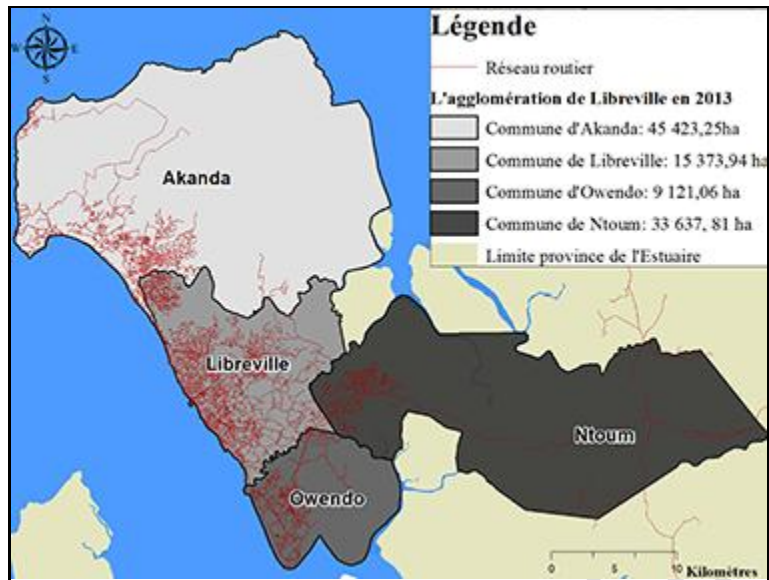 N
W
E
S
Légende
Réseau routier
L'agglomération de Libreville en 2013
Commune d'Akanda: 45 423,25ha
Commune de Libreville: 15 373,94 ha
Commune d'Owendo: 9 121,06 ha
Commune de Ntoum: 33 637, 81 ha
Limite province de l'Estuaire
Akanda
Libreville
Ntoum
Owendo
0 5 10
Kilomètres